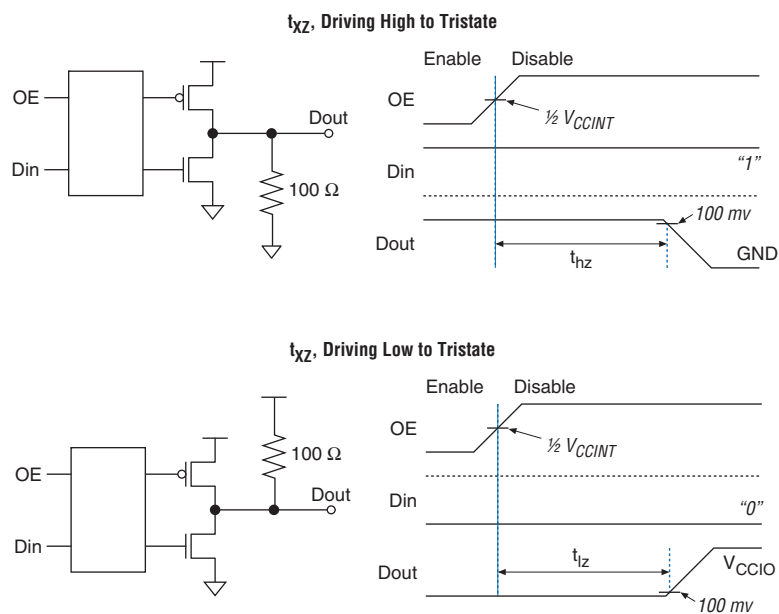 tXZ, Driving High to Tristate
Enable Disable
OE
Din
Dout
100 Ω
OE
½ VCCINT
Din
"1"
Dout
100 mv
GND
thz
tXZ, Driving Low to Tristate
Enable Disable
OE
Din
100 Ω
Dout
OE
½ VCCINT
Din
"0"
Dout
tlz
VCCIO
100 mv